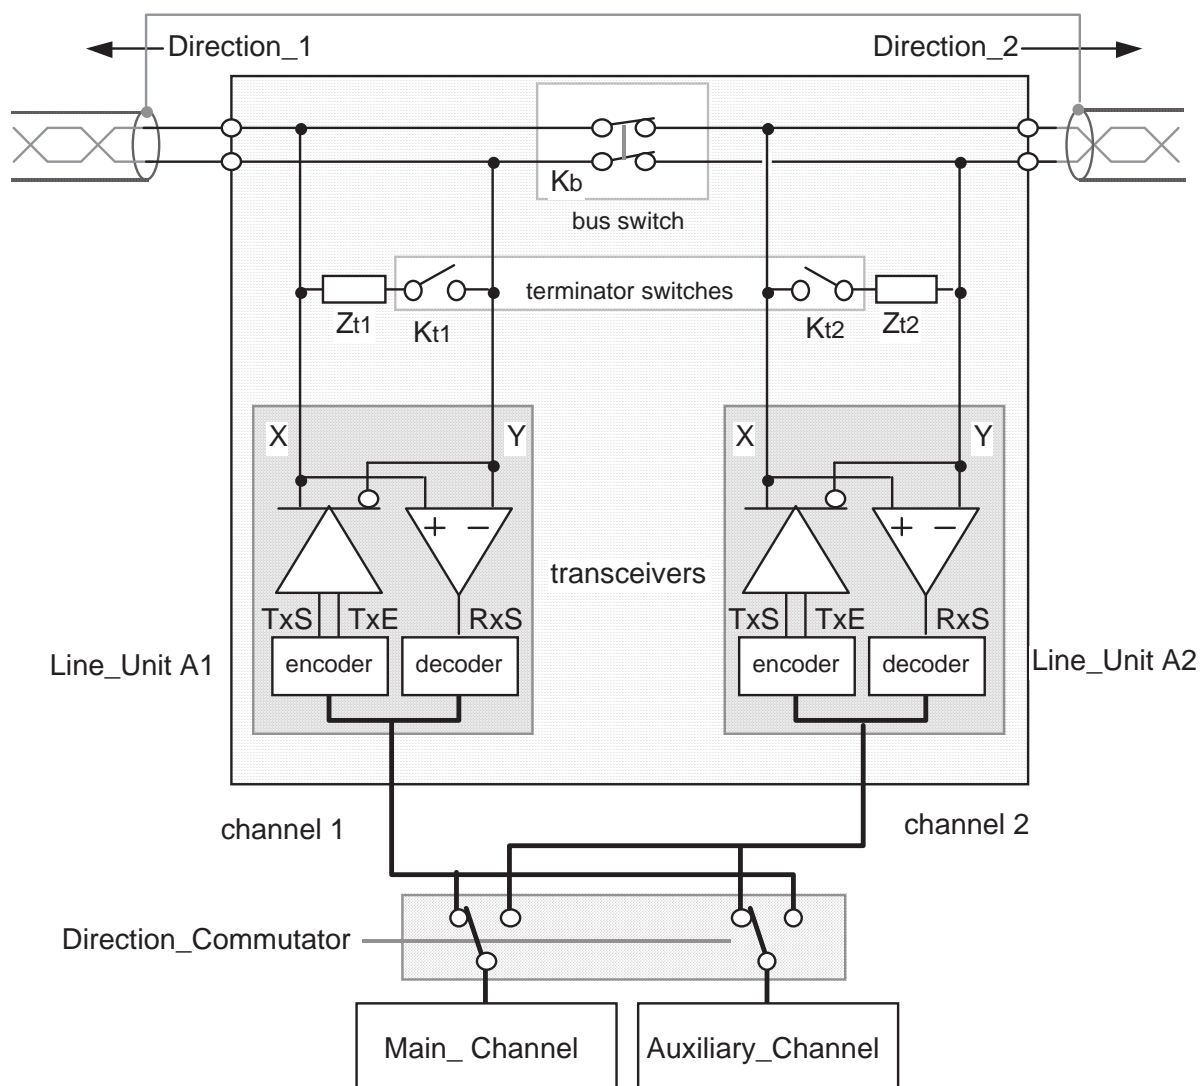 Direction_1
Direction_2
Kb
bus switch
terminator switches
Zt1
Kt1
Kt2
Zt2
X
Y
X
Y
+
−
+
−
transceivers
TxS
TxE
RxS
TxS
TxE
RxS
Line_Unit A1
encoder
decoder
encoder
decoder
Line_Unit A2
channel 1
channel 2
Direction_Commutator
Main_ Channel
Auxiliary_Channel